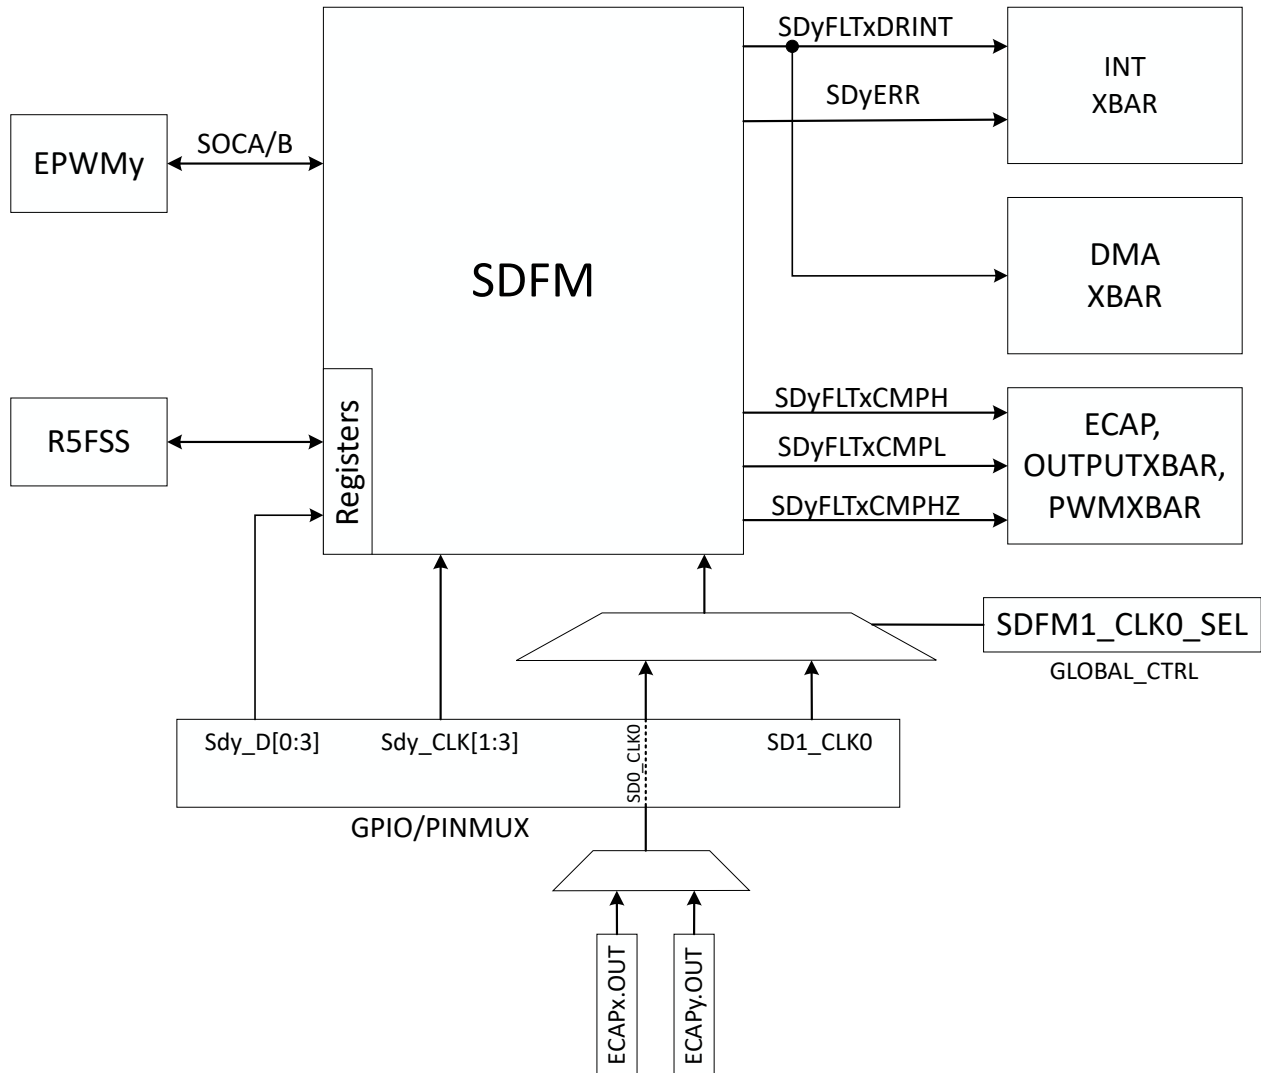 SDyFLTxDRINT
INT
XBAR
SDyERR
EPWMy
SOCA/B
SDFM
DMA
XBAR
R5FSS
Registers
SDyFLTxCMPH
SDyFLTxCMPL
SDyFLTxCMPHZ
ECAP,
OUTPUTXBAR,
PWMXBAR
SDFM1_CLK0_SEL
GLOBAL_CTRL
Sdy_D[0:3]
Sdy_CLK[1:3]
SD0_CLK0
SD1_CLK0
GPIO/PINMUX
ECAPx.OUT
ECAPy.OUT